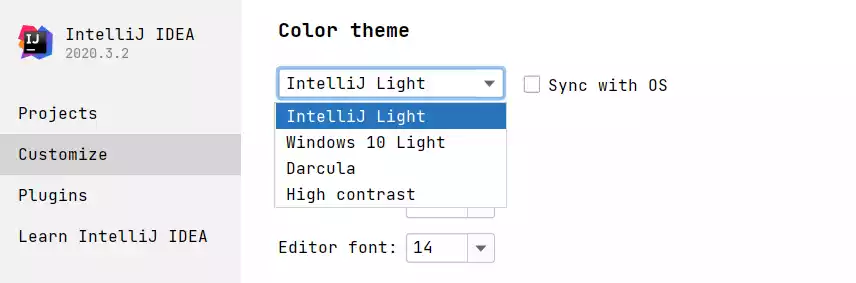 IntelliJ IDEA
2020.3.2
Projects
Customize
Plugins
Learn IntelliJ IDEA
Color theme
IntelliJ Light
Sync with OS
IntelliJ Light
Windows 10 Light
Darcula
High contrast
Editor font: 14